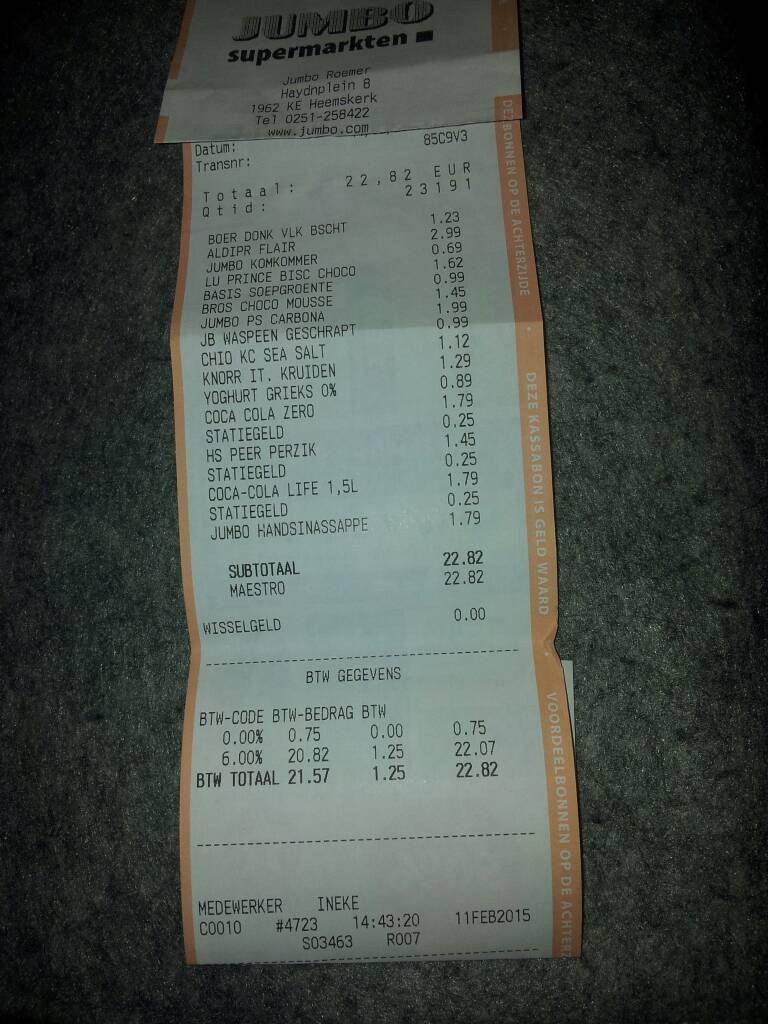 JUMBO
supermarkten
Jumbo Roemer
Haydnplein 8
1962 KE Heemskerk
Tel 0251-258422
www.jumbo.com
Datum:
Transnr: 85C9V3
Totaal: 22,82 EUR
Qtid: 23191
BOER DONK VLK BSCHT 1.23
ALDIPR FLAIR 2.99
JUMBO KOMKOMMER 0.69
LU PRINCE BISC CHOCO 1.62
BASIS SOEPGROENTE 0.99
BROS CHOCO MOUSSE 1.45
JUMBO PS CARBONA 1.99
JB WASPEEN GESCHRAPT 0.99
CHIO KC SEA SALT 1.12
KNORR IT. KRUIDEN 1.29
YOGHURT GRIEKS 0% 0.89
COCA COLA ZERO 1.79
STATIEGELD 0.25
HS PEER PERZIK 1.45
STATIEGELD 0.25
COCA-COLA LIFE 1,5L 1.79
STATIEGELD 0.25
JUMBO HANDSINASSAPPE 1.79
SUBTOTAAL 22.82
MAESTRO 22.82
WISSELGELD 0.00
BTW GEGEVENS
BTW-CODE BTW-BEDRAG BTW
0.00% 0.75 0.00 0.75
6.00% 20.82 1.25 22.07
BTW TOTAAL 21.57 1.25 22.82
MEDEWERKER INEKE
C0010 #4723 14:43:20 11FEB2015
S03463 R007
BONNEN OP DE ACHTERZIJDE
DEZE KASSABON IS GELD WAARD
VOORDEELBONNEN OP DE ACHTERZ